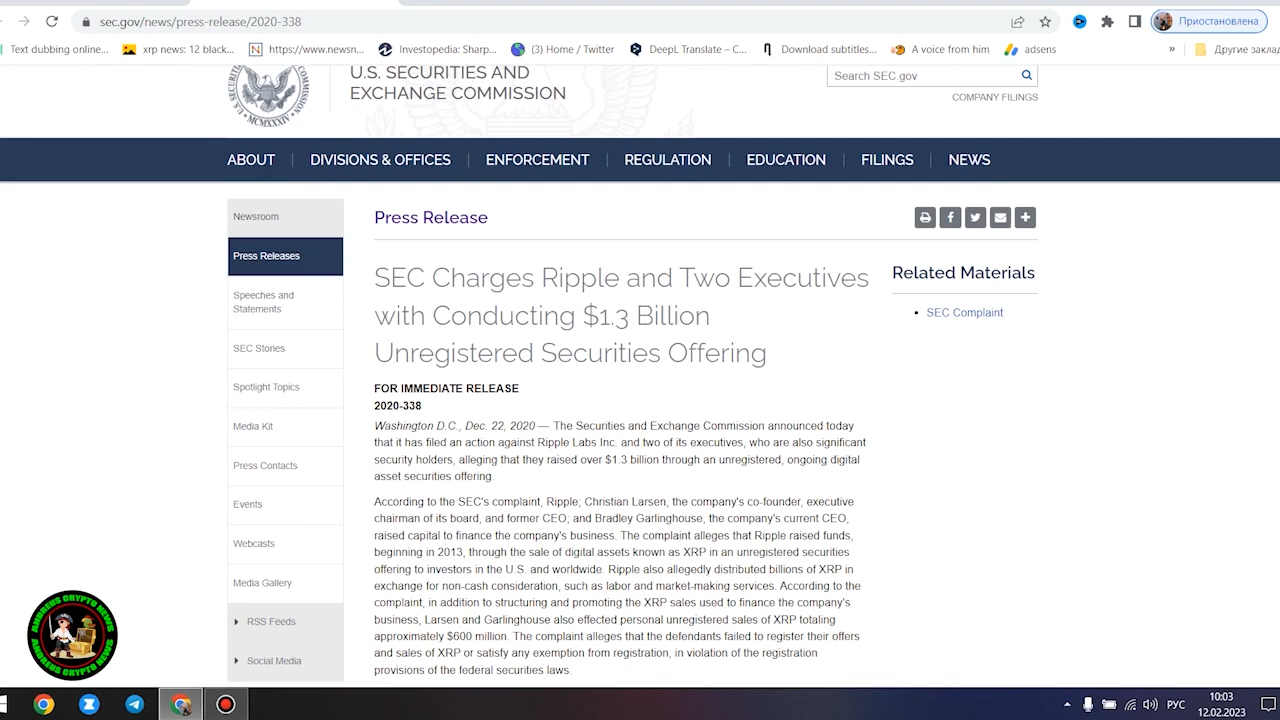 sec.gov/news/press-release/2020-338
Приостановлена
Text dubbing online...
xrp news: 12 black...
https://www.newsn...
Investopedia: Sharp...
(3) Home / Twitter
DeepL Translate – C...
Download subtitles...
A voice from him
adsens
»
Другие заклад
U.S. SECURITIES AND
EXCHANGE COMMISSION
MCMXXXIV
Search SEC.gov
COMPANY FILINGS
ABOUT
DIVISIONS & OFFICES
ENFORCEMENT
REGULATION
EDUCATION
FILINGS
NEWS
Newsroom
Press Releases
Speeches and
Statements
SEC Stories
Spotlight Topics
Media Kit
Press Contacts
Events
Webcasts
Media Gallery
RSS Feeds
Social Media
Press Release
SEC Charges Ripple and Two Executives
with Conducting $1.3 Billion
Unregistered Securities Offering
FOR IMMEDIATE RELEASE
2020-338
Washington D.C., Dec. 22, 2020 — The Securities and Exchange Commission announced today
that it has filed an action against Ripple Labs Inc. and two of its executives, who are also significant
security holders, alleging that they raised over $1.3 billion through an unregistered, ongoing digital
asset securities offering.
According to the SEC's complaint, Ripple; Christian Larsen, the company's co-founder, executive
chairman of its board, and former CEO; and Bradley Garlinghouse, the company's current CEO,
raised capital to finance the company's business. The complaint alleges that Ripple raised funds,
beginning in 2013, through the sale of digital assets known as XRP in an unregistered securities
offering to investors in the U.S. and worldwide. Ripple also allegedly distributed billions of XRP in
exchange for non-cash consideration, such as labor and market-making services. According to the
complaint, in addition to structuring and promoting the XRP sales used to finance the company's
business, Larsen and Garlinghouse also effected personal unregistered sales of XRP totaling
approximately $600 million. The complaint alleges that the defendants failed to register their offers
and sales of XRP or satisfy any exemption from registration, in violation of the registration
provisions of the federal securities laws.
Related Materials
SEC Complaint
ANDREUS CRYPTO NEWS
ANDREUS CRYPTO NEWS
РУС
10:03
12.02.2023